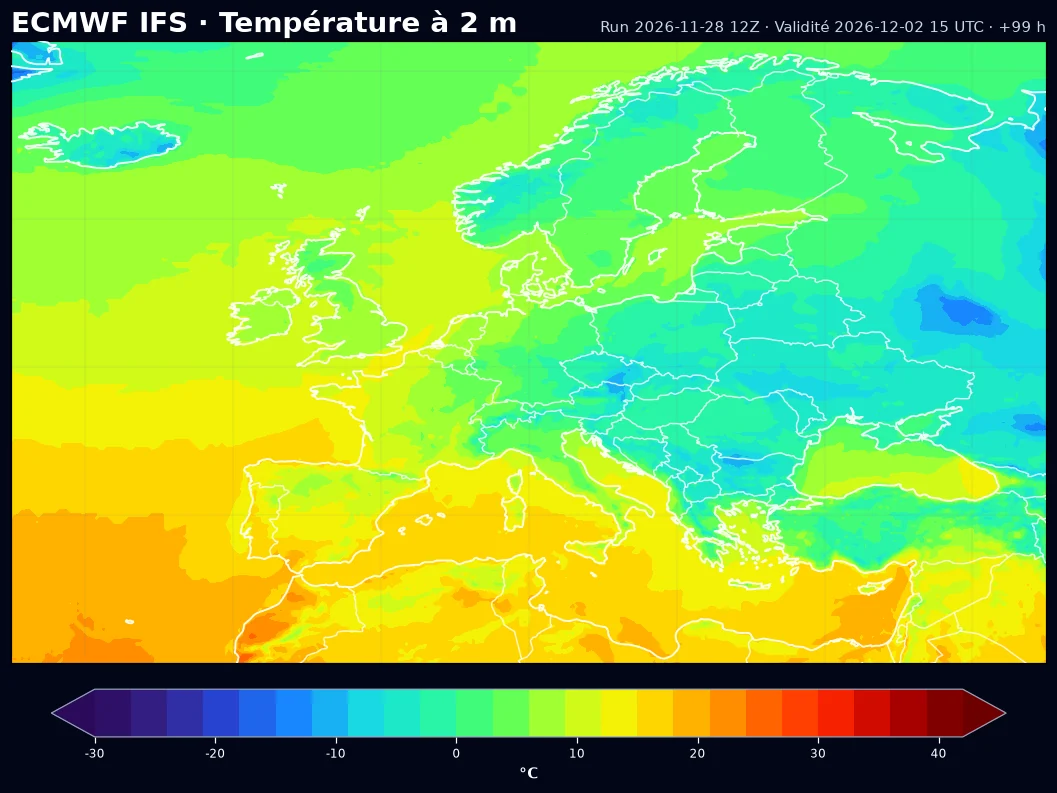 ECMWF IFS · Température à 2 m
Run 2026-11-28 12Z · Validité 2026-12-02 15 UTC · +99 h
-30 -20 -10 0 10 20 30 40
°C